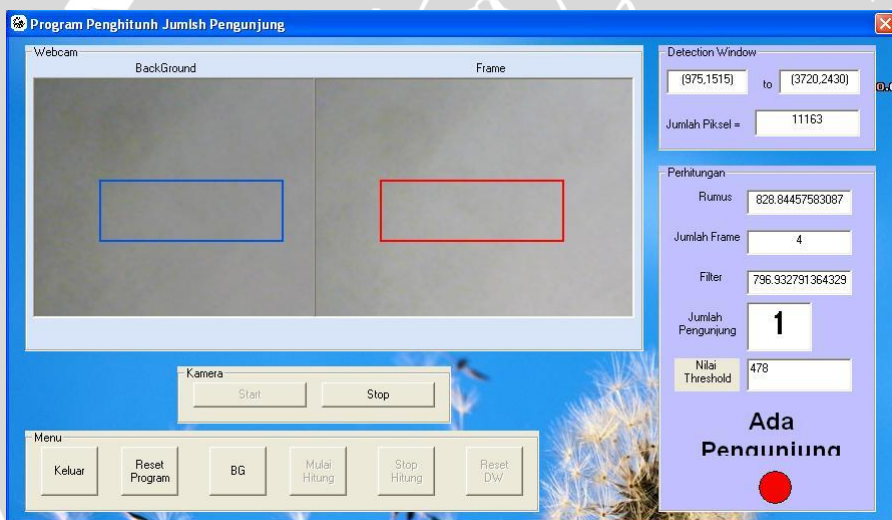 Program Penghitunh Jumlsh Pengunjung
Webcam
BackGround
Frame
Detection Window
(975,1515)
to
(3720,2430)
Jumlah Piksel =
11163
Perhitungan
Rumus
828.84457583087
Jumlah Frame
4
Filter
796.932791364329
Jumlah
Pengunjung
1
Nilai
Threshold
478
Ada
Pengunjung
Kamera
Start
Stop
Menu
Keluar
Reset
Program
BG
Mulai
Hitung
Stop
Hitung
Reset
DW